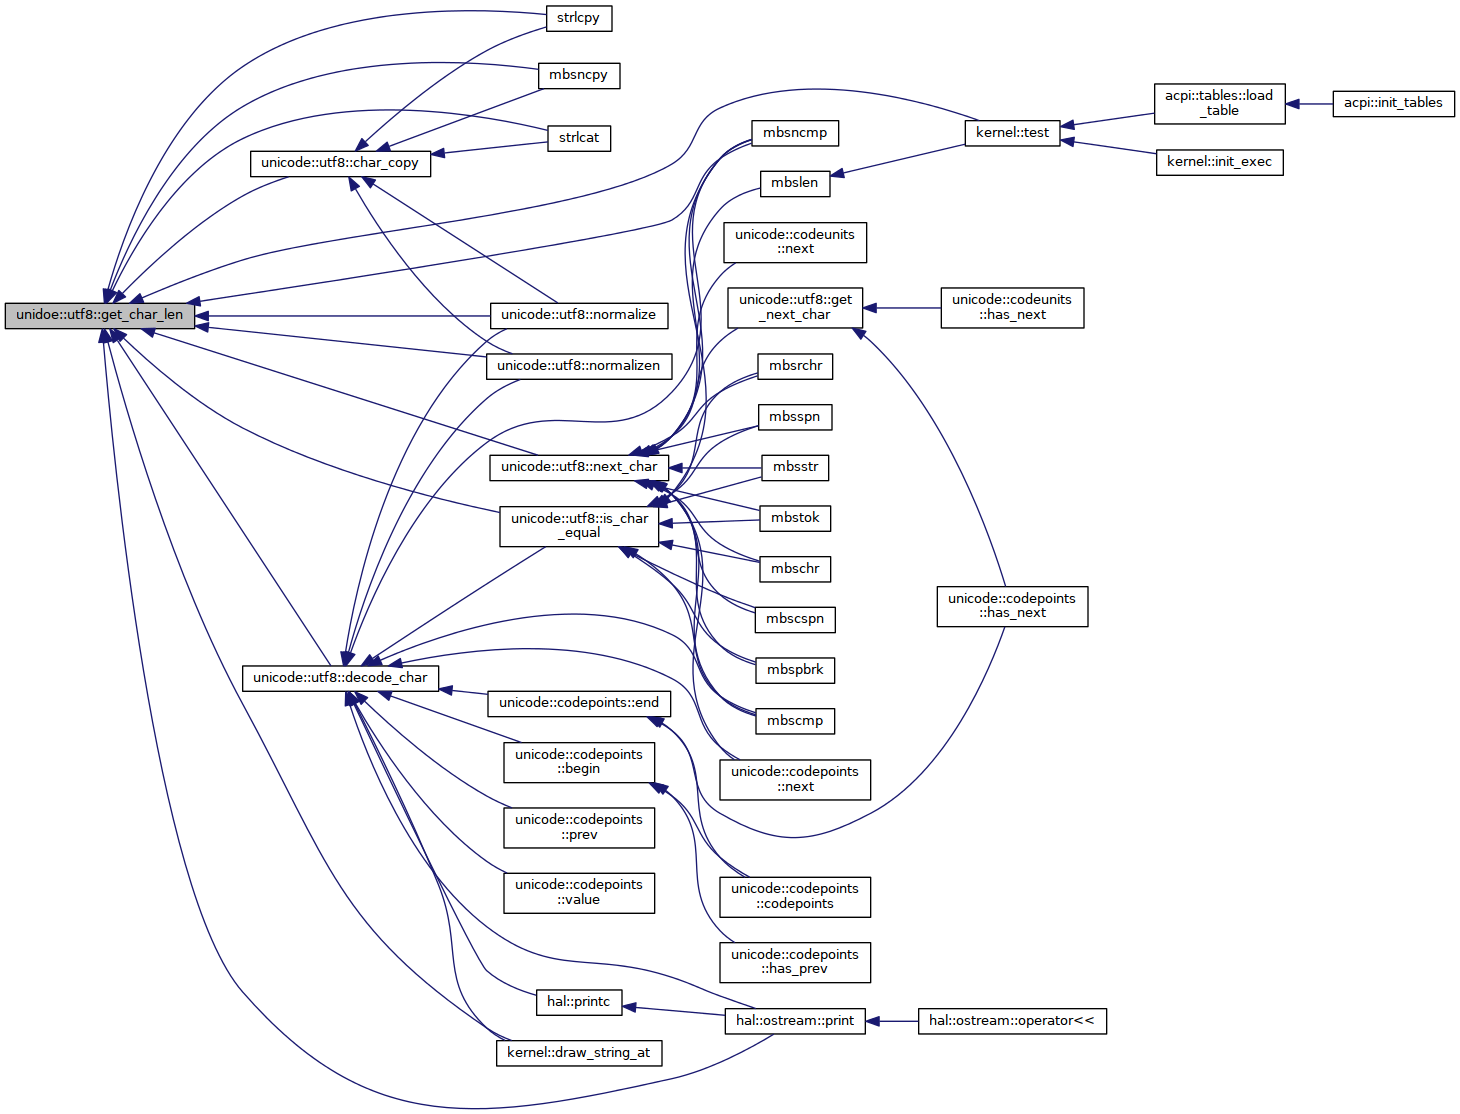 strlcpy
mbsncpy
strlcat
unicode::utf8::char_copy
unidoe::utf8::get_char_len
unicode::utf8::normalize
unicode::utf8::normalizen
unicode::utf8::next_char
unicode::utf8::is_char
_equal
unicode::utf8::decode_char
unicode::codepoints::end
unicode::codepoints
::begin
unicode::codepoints
::prev
unicode::codepoints
::value
hal::printc
kernel::draw_string_at
mbsncmp
mbslen
unicode::codeunits
::next
unicode::utf8::get
_next_char
mbsrchr
mbsspn
mbsstr
mbstok
mbschr
mbscspn
mbspbrk
mbscmp
unicode::codepoints
::next
unicode::codepoints
::codepoints
unicode::codepoints
::has_prev
hal::ostream::print
kernel::test
unicode::codeunits
::has_next
unicode::codepoints
::has_next
hal::ostream::operator<<
acpi::tables::load
_table
kernel::init_exec
acpi::init_tables